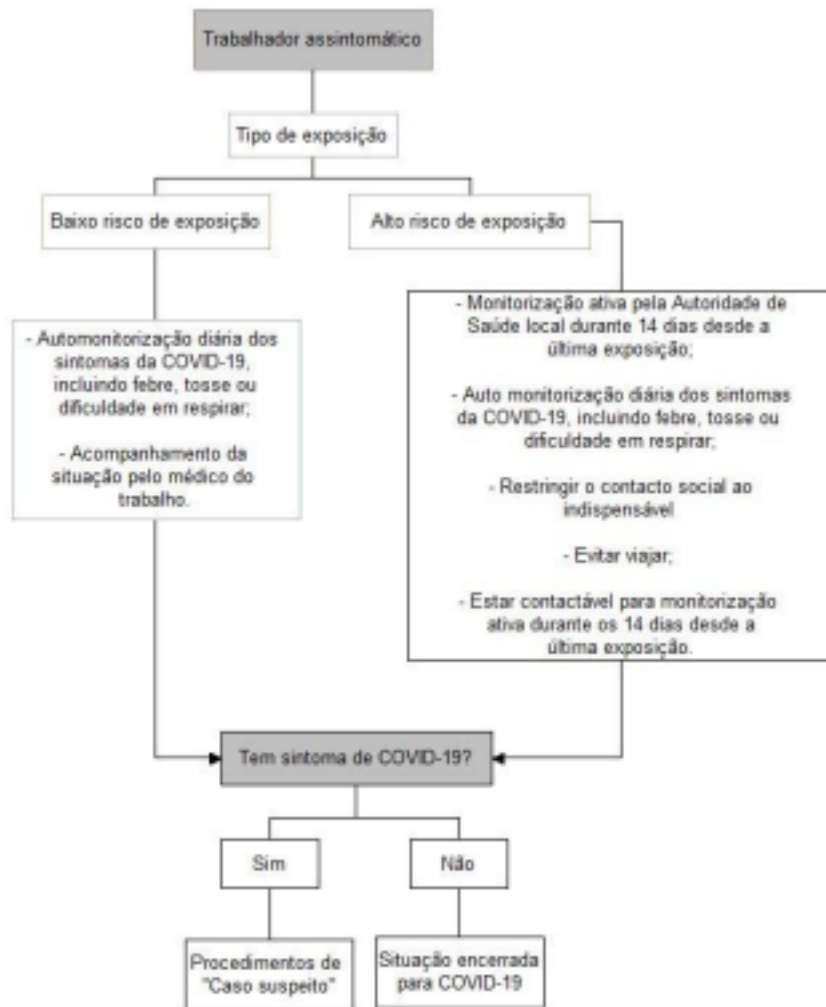 Trabalhador assintomático
Tipo de exposição
Baixo risco de exposição
Alto risco de exposição
- Automonitorização diária dos
sintomas da COVID-19,
incluindo febre, tosse ou
dificuldade em respirar;
- Acompanhamento da
situação pelo médico do
trabalho.
- Monitorização ativa pela Autoridade de
Saúde local durante 14 dias desde a
última exposição;
- Auto monitorização diária dos sintomas
da COVID-19, incluindo febre, tosse ou
dificuldade em respirar;
- Restringir o contacto social ao
indispensável
- Evitar viajar;
- Estar contactável para monitorização
ativa durante os 14 dias desde a
última exposição.
Tem sintoma de COVID-19?
Sim
Não
Procedimentos de
"Caso suspeito"
Situação encerrada
para COVID-19